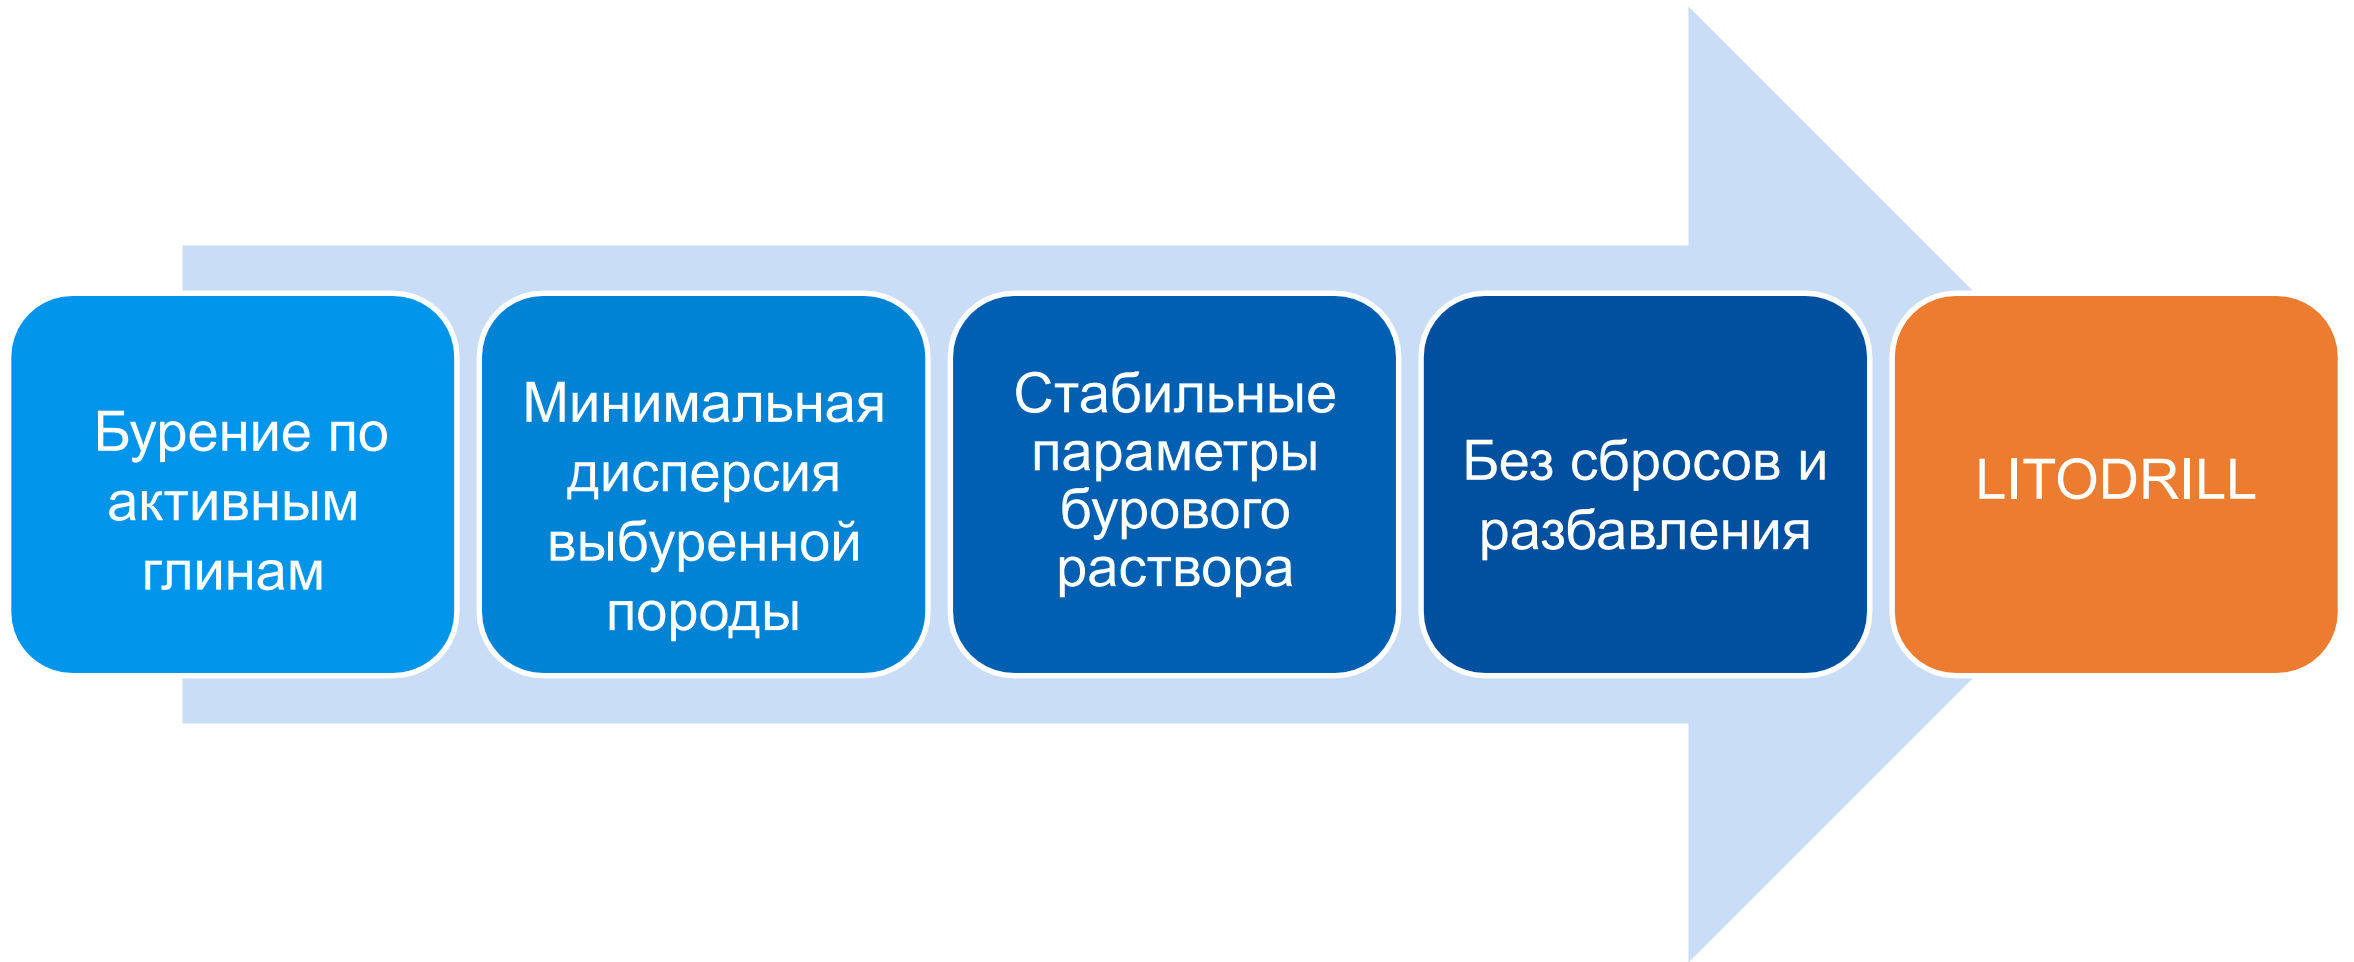 Бурение по
активным
глинам
Минимальная
дисперсия
выбуренной
породы
Стабильные
параметры
бурового
раствора
Без сбросов и
разбавления
LITODRILL